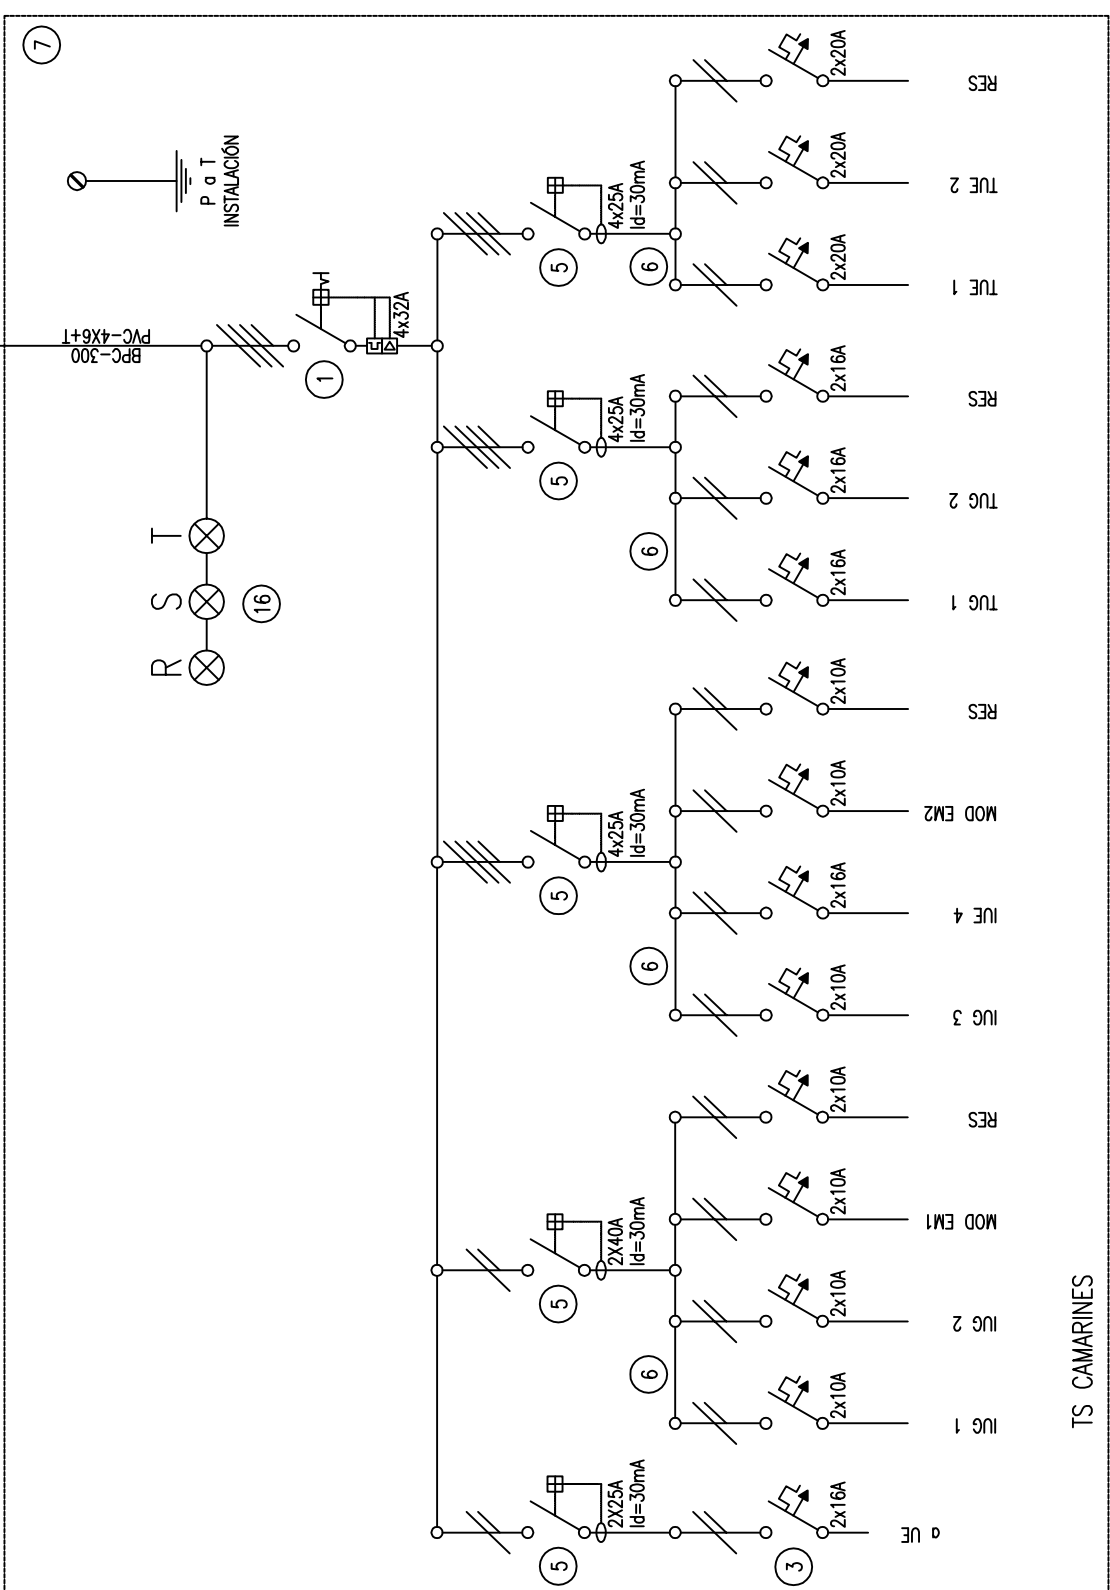 7
P a T
INSTALACIÓN
BPC-300
PVC-4X6+T
R
S
T
16
1
4x32A
5
2X25A
Id=30mA
3
2x16A
a UE
5
2X40A
Id=30mA
6
2x10A
IUG 1
2x10A
IUG 2
2x10A
MOD EM1
2x10A
RES
5
4x25A
Id=30mA
6
2x10A
IUG 3
2x16A
IUE 4
2x10A
MOD EM2
2x10A
RES
5
4x25A
Id=30mA
6
2x16A
TUG 1
2x16A
TUG 2
2x16A
RES
5
4x25A
Id=30mA
6
2x20A
TUE 1
2x20A
TUE 2
2x20A
RES
TS CAMARINES